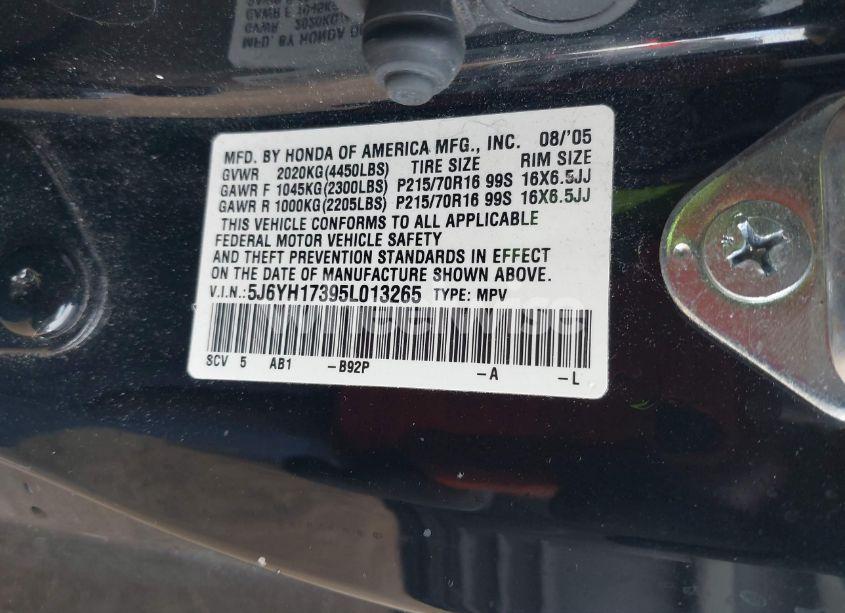 MFD. BY HONDA OF AMERICA MFG., INC. 08/'05
GVWR 2020KG(4450LBS) TIRE SIZE RIM SIZE
GAWR F 1045KG(2300LBS) P215/70R16 99S 16X6.5JJ
GAWR R 1000KG(2205LBS) P215/70R16 99S 16X6.5JJ
THIS VEHICLE CONFORMS TO ALL APPLICABLE
FEDERAL MOTOR VEHICLE SAFETY
AND THEFT PREVENTION STANDARDS IN EFFECT
ON THE DATE OF MANUFACTURE SHOWN ABOVE.
V.I.N.: 5J6YH17395L013265 TYPE: MPV
wheelwise
SCV 5 AB1 -B92P -A -L